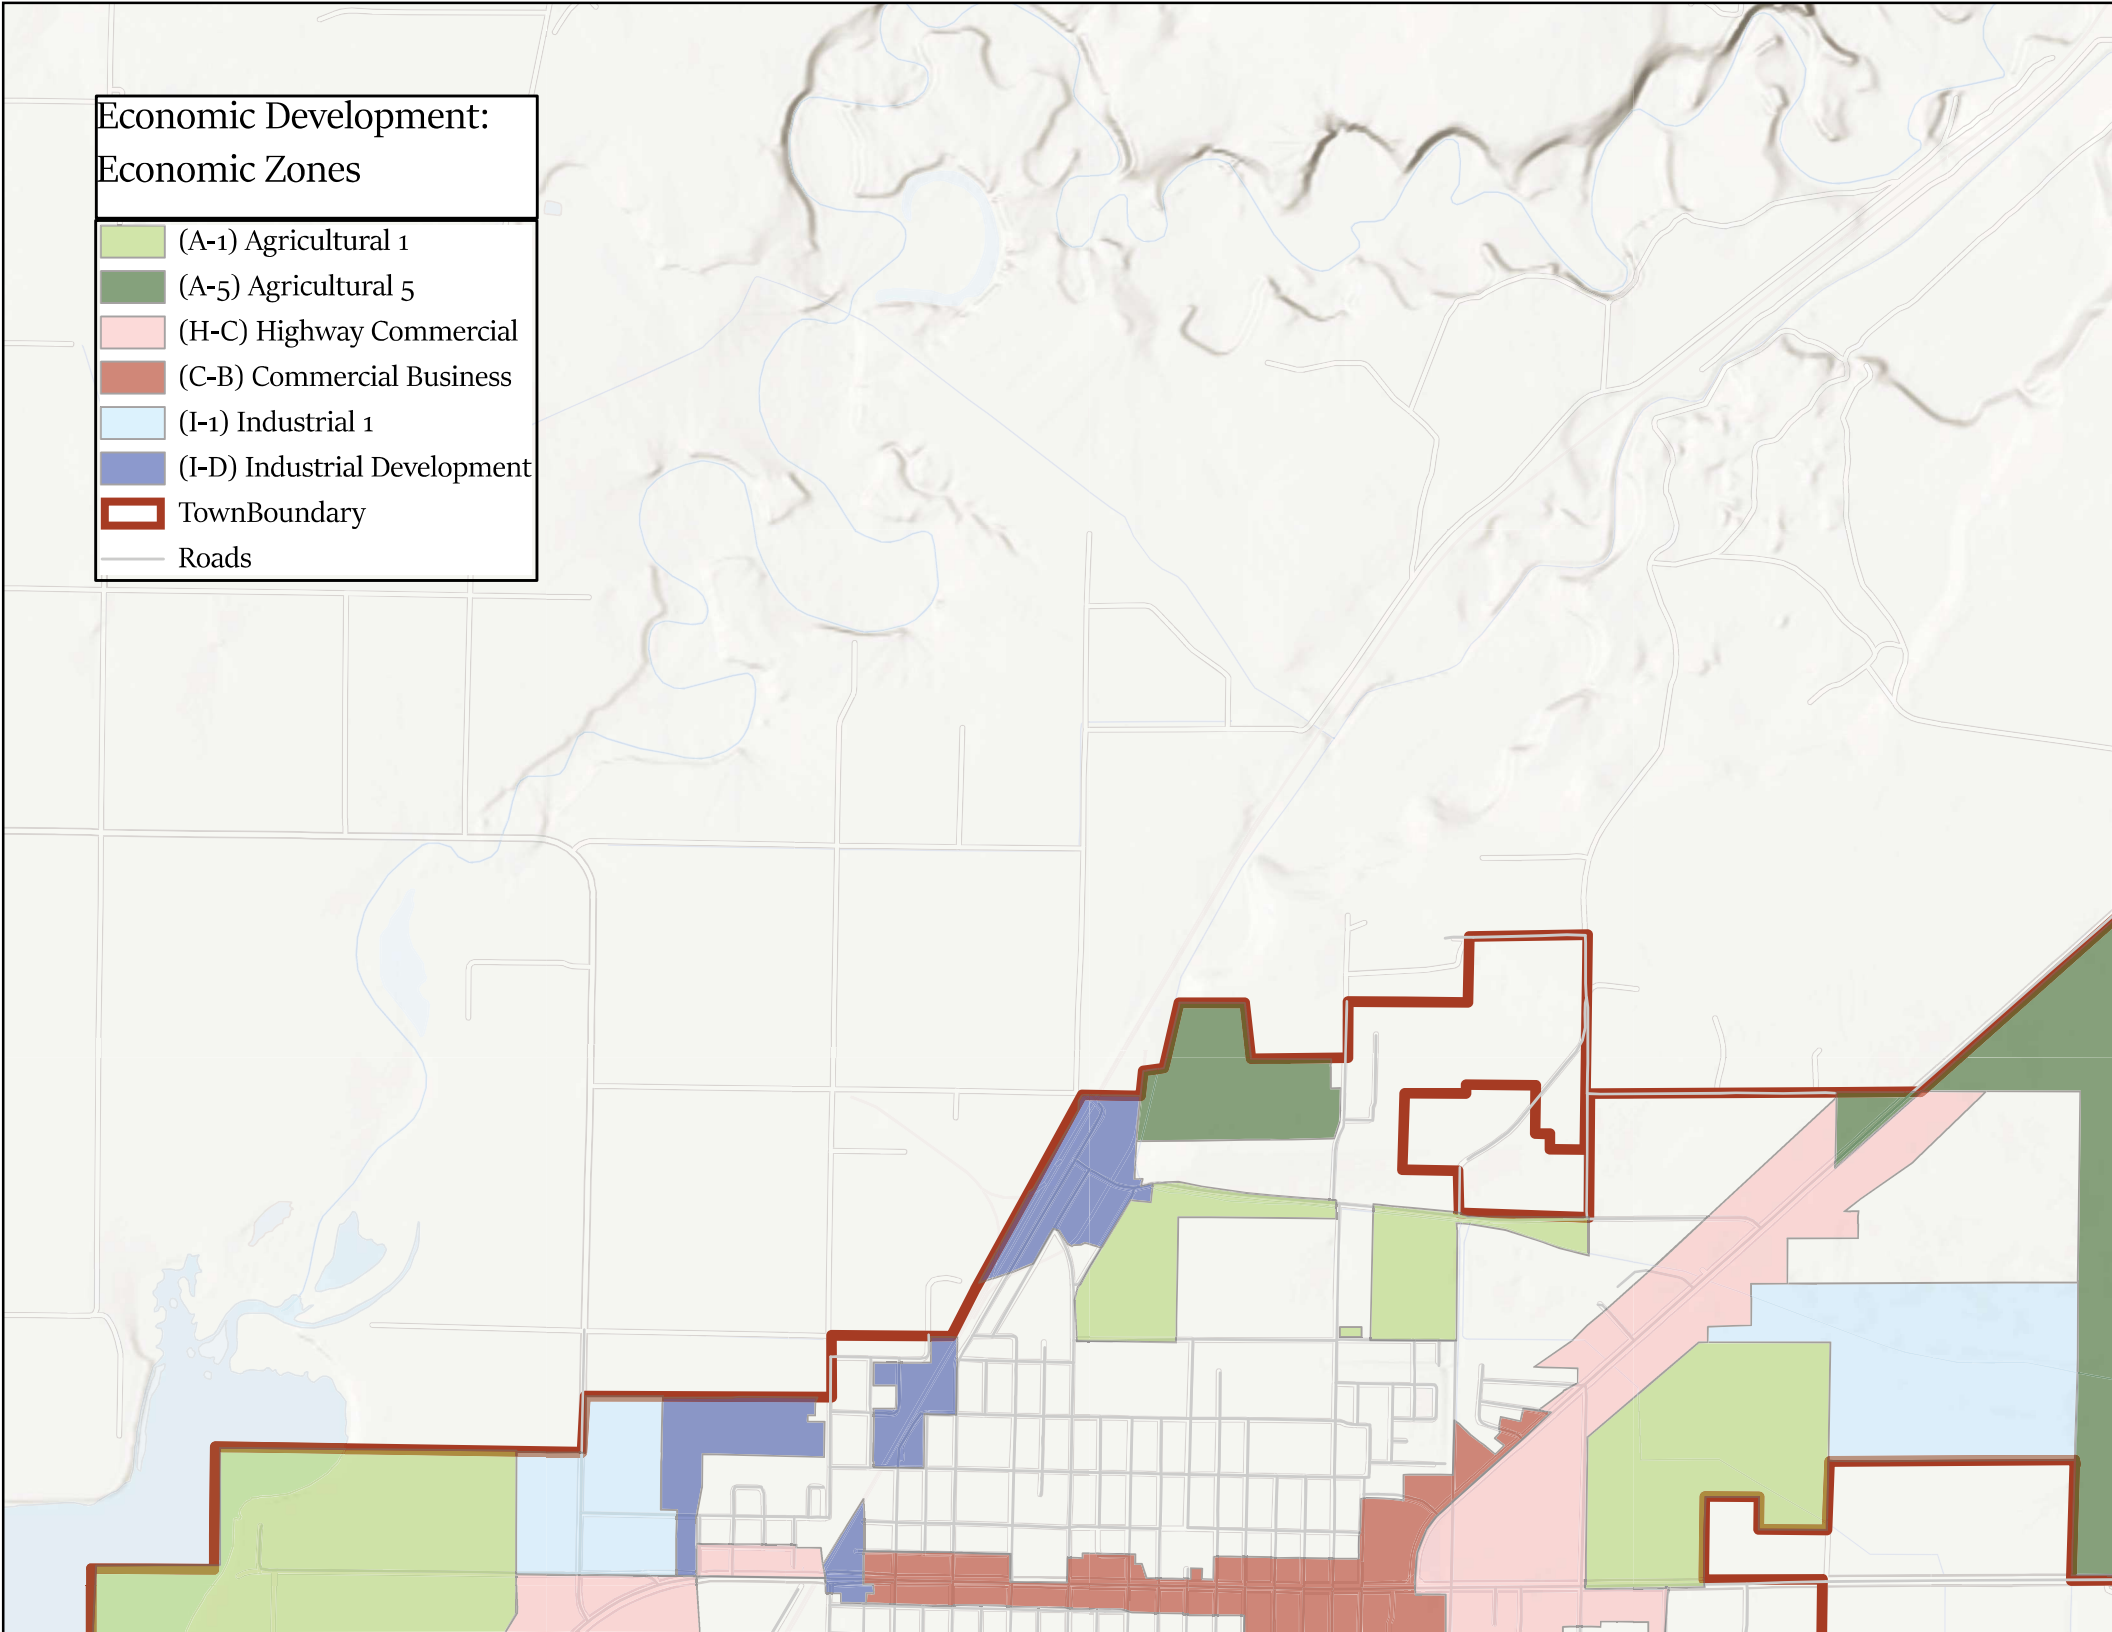 Economic Development:
Economic Zones
(A-1) Agricultural 1
(A-5) Agricultural 5
(H-C) Highway Commercial
(C-B) Commercial Business
(I-1) Industrial 1
(I-D) Industrial Development
TownBoundary
Roads